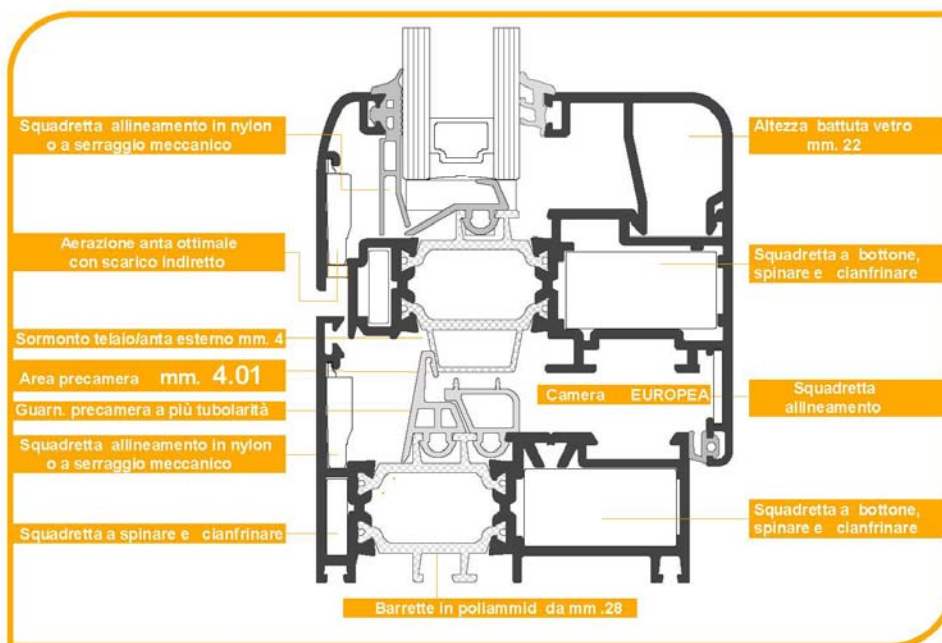 Squadretta allineamento in nylon
o a serraggio meccanico
Aerazione anta ottimale
con scarico indiretto
Sormonto telaio/anta esterno mm. 4
Area precamera mm. 4.01
Guarn. precamera a più tubolarità
Squadretta allineamento in nylon
o a serraggio meccanico
Squadretta a spinare e cianfrinare
Barrette in poliammid da mm .28
Camera EUROPEA
Altezza battuta vetro
mm. 22
Squadretta a bottone,
spinare e cianfrinare
Squadretta
allineamento
Squadretta a bottone,
spinare e cianfrinare